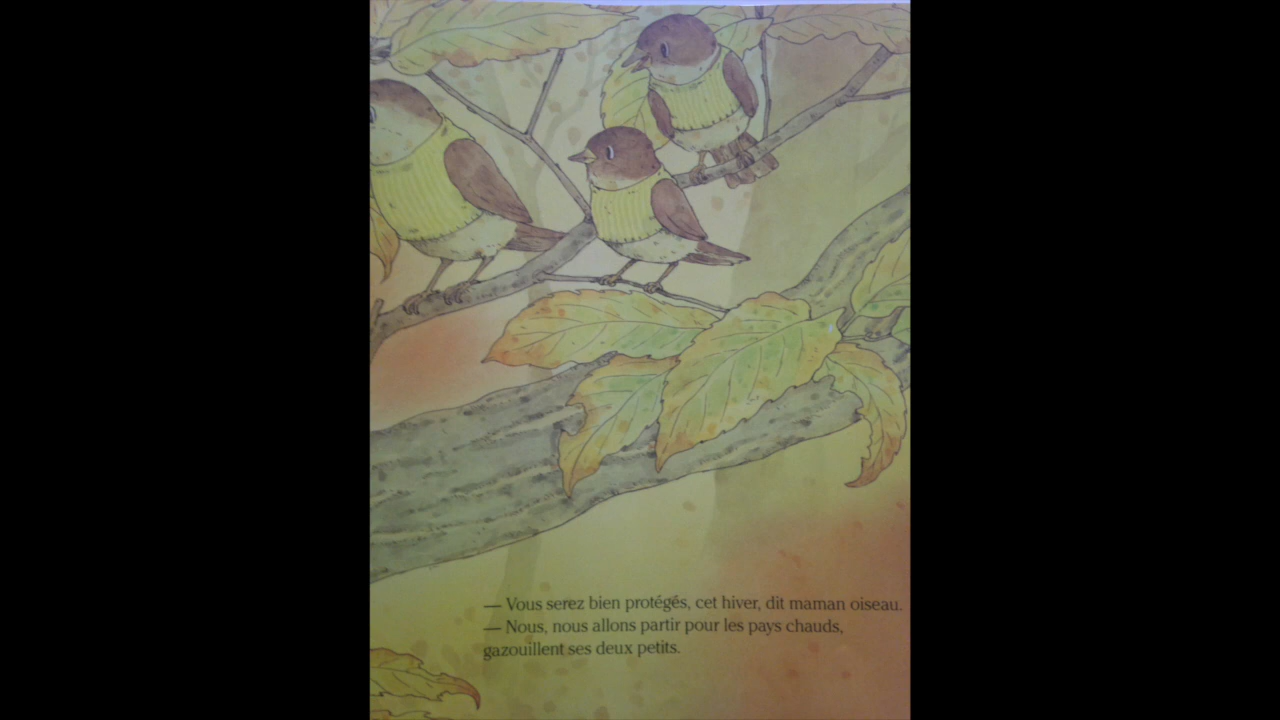 — Vous serez bien protégés, cet hiver, dit maman oiseau.
— Nous, nous allons partir pour les pays chauds,
gazouillent ses deux petits.